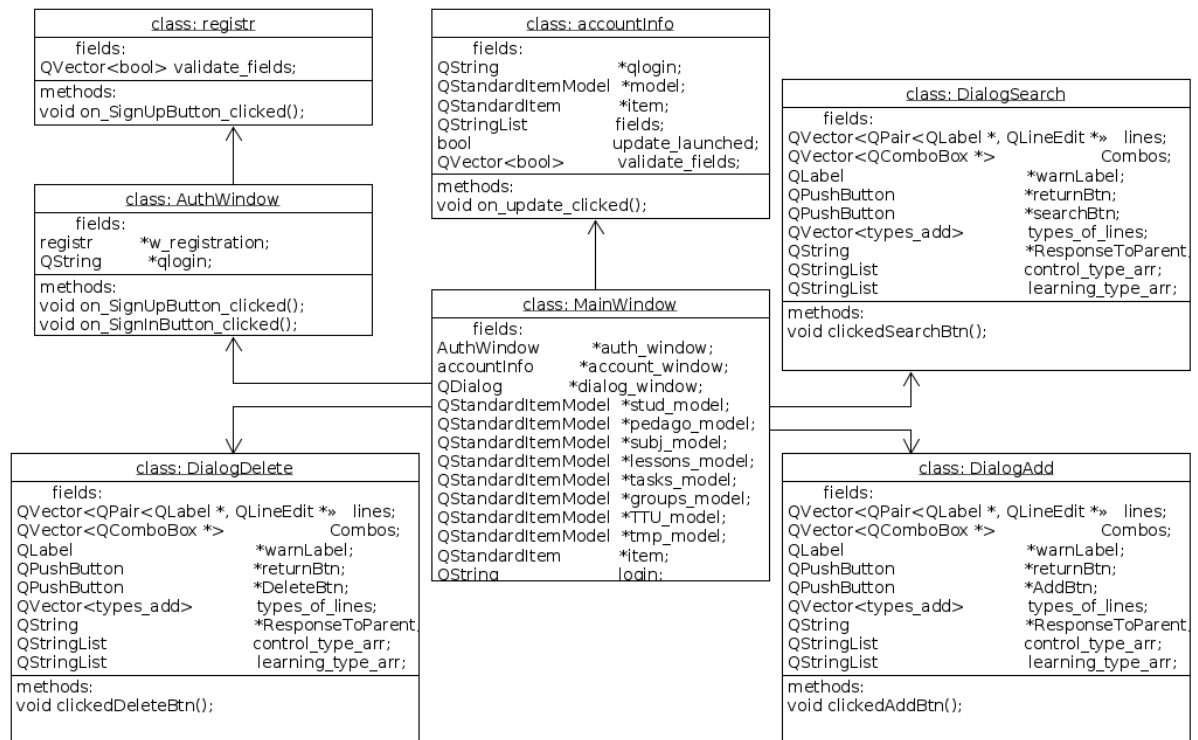 class: registr
fields:
QVector<bool> validate_fields;
methods:
void on_SignUpButton_clicked();
class: accountInfo
fields:
QString *qlogin;
QStandardItemModel *model;
QStandardItem *item;
QStringList fields;
bool update_launched;
QVector<bool> validate_fields;
methods:
void on_update_clicked();
class: DialogSearch
fields:
QVector<QPair<QLabel *, QLineEdit *» lines;
QVector<QComboBox *> Combos;
QLabel *warnLabel;
QPushButton *returnBtn;
QPushButton *searchBtn;
QVector<types_add> types_of_lines;
QString *ResponseToParent,
QStringList control_type_arr;
QStringList learning_type_arr;
methods:
void clickedSearchBtn();
class: AuthWindow
fields:
registr *w_registration;
QString *qlogin;
methods:
void on_SignUpButton_clicked();
void on_SignInButton_clicked();
class: MainWindow
fields:
AuthWindow *auth_window;
accountInfo *account_window;
QDialog *dialog_window;
QStandardItemModel *stud_model;
QStandardItemModel *pedago_model;
QStandardItemModel *subj_model;
QStandardItemModel *lessons_model;
QStandardItemModel *tasks_model;
QStandardItemModel *groups_model;
QStandardItemModel *TTU_model;
QStandardItemModel *tmp_model;
QStandardItem *item;
QString login;
class: DialogDelete
fields:
QVector<QPair<QLabel *, QLineEdit *» lines;
QVector<QComboBox *> Combos;
QLabel *warnLabel;
QPushButton *returnBtn;
QPushButton *DeleteBtn;
QVector<types_add> types_of_lines;
QString *ResponseToParent,
QStringList control_type_arr;
QStringList learning_type_arr;
methods:
void clickedDeleteBtn();
class: DialogAdd
fields:
QVector<QPair<QLabel *, QLineEdit *» lines;
QVector<QComboBox *> Combos;
QLabel *warnLabel;
QPushButton *returnBtn;
QPushButton *AddBtn;
QVector<types_add> types_of_lines;
QString *ResponseToParent,
QStringList control_type_arr;
QStringList learning_type_arr;
methods:
void clickedAddBtn();